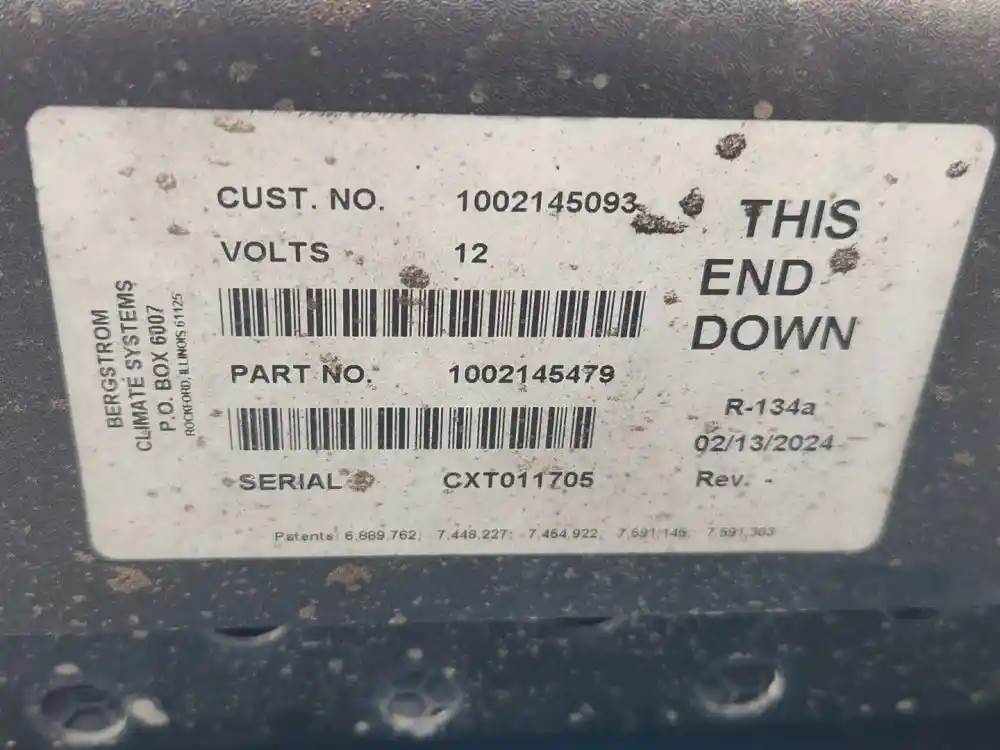 CUST. NO. 1002145093
VOLTS 12
PART NO. 1002145479
SERIAL CXT011705
THIS
END
DOWN
R-134a
02/13/2024
Rev. -
BERGSTROM
CLIMATE SYSTEMS
P.O. BOX 6007
ROCKFORD, ILLINOIS 61125
Patents 6,889,762; 7,448,227; 7,454,922; 7,591,145; 7,591,303